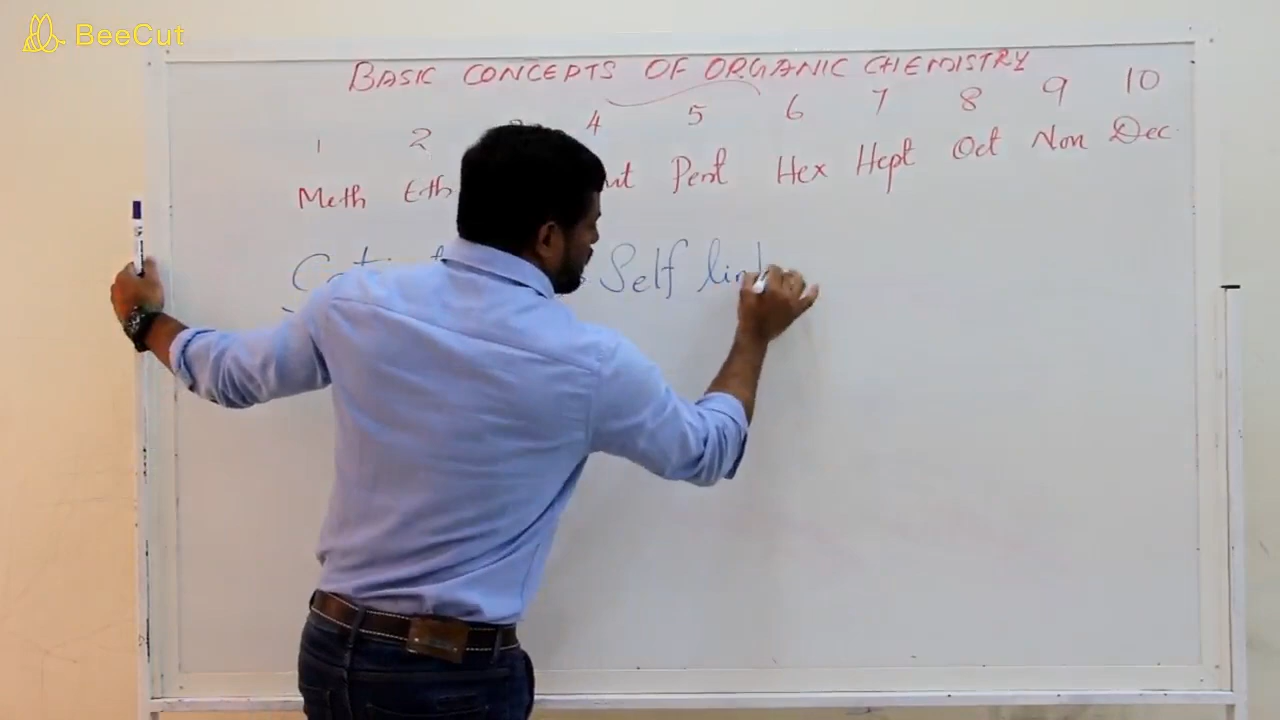 BeeCut
BASIC CONCEPTS OF ORGANIC CHEMISTRY
1 2 4 5 6 7 8 9 10
Meth Eth Pent Hex Hept Oct Non Dec
Self